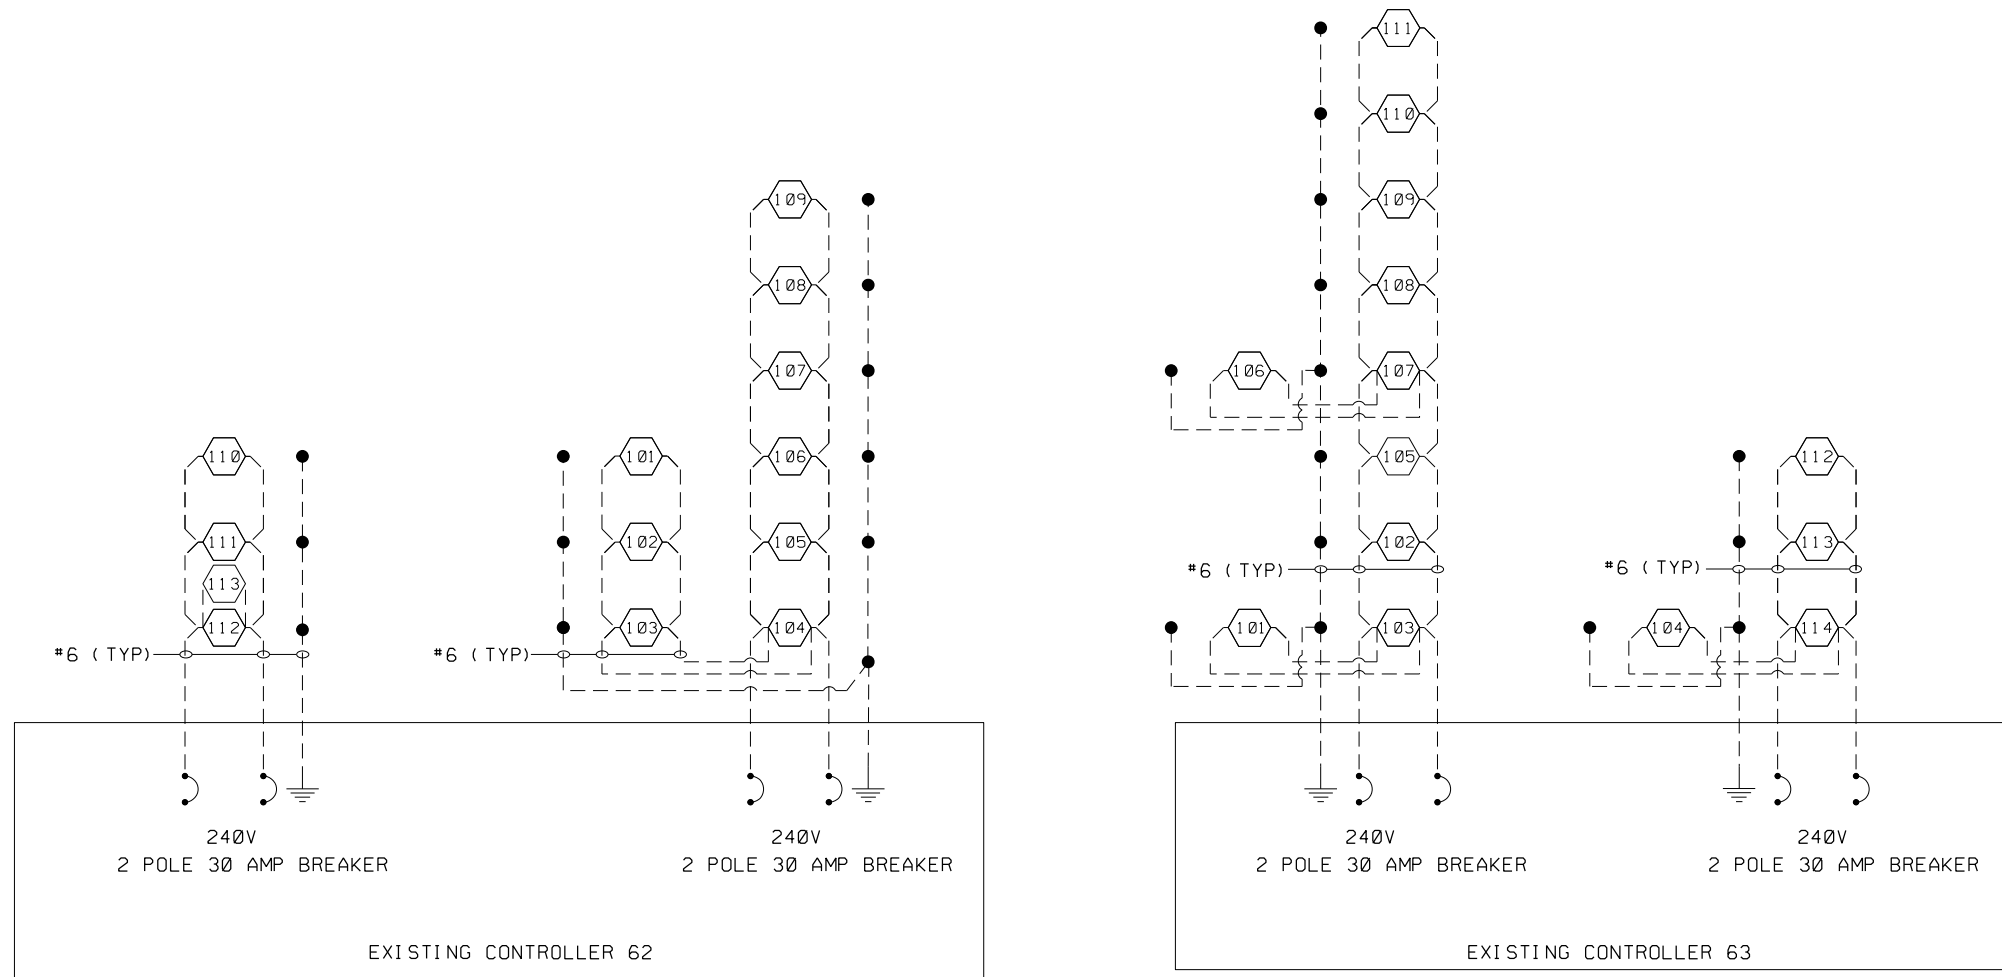 111
110
109
109
108
108
107
106
107
110
101
106
105
112
111
102
105
102
113
#6 (TYP)
#6 (TYP)
113
112
103
104
101
103
104
114
#6 (TYP)
#6 (TYP)
240V
240V
240V
240V
2 POLE 30 AMP BREAKER
2 POLE 30 AMP BREAKER
2 POLE 30 AMP BREAKER
2 POLE 30 AMP BREAKER
EXISTING CONTROLLER 62
EXISTING CONTROLLER 63